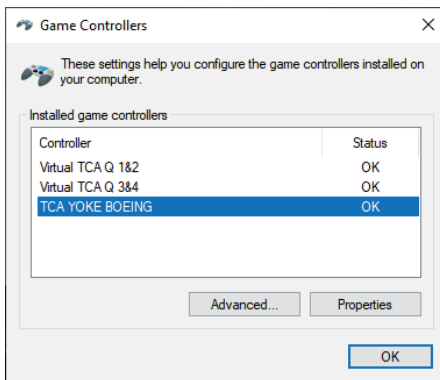 Game Controllers
These settings help you configure the game controllers installed on
your computer.
Installed game controllers
Controller Status
Virtual TCA Q 1&2 OK
Virtual TCA Q 3&4 OK
TCA YOKE BOEING OK
Advanced... Properties
OK